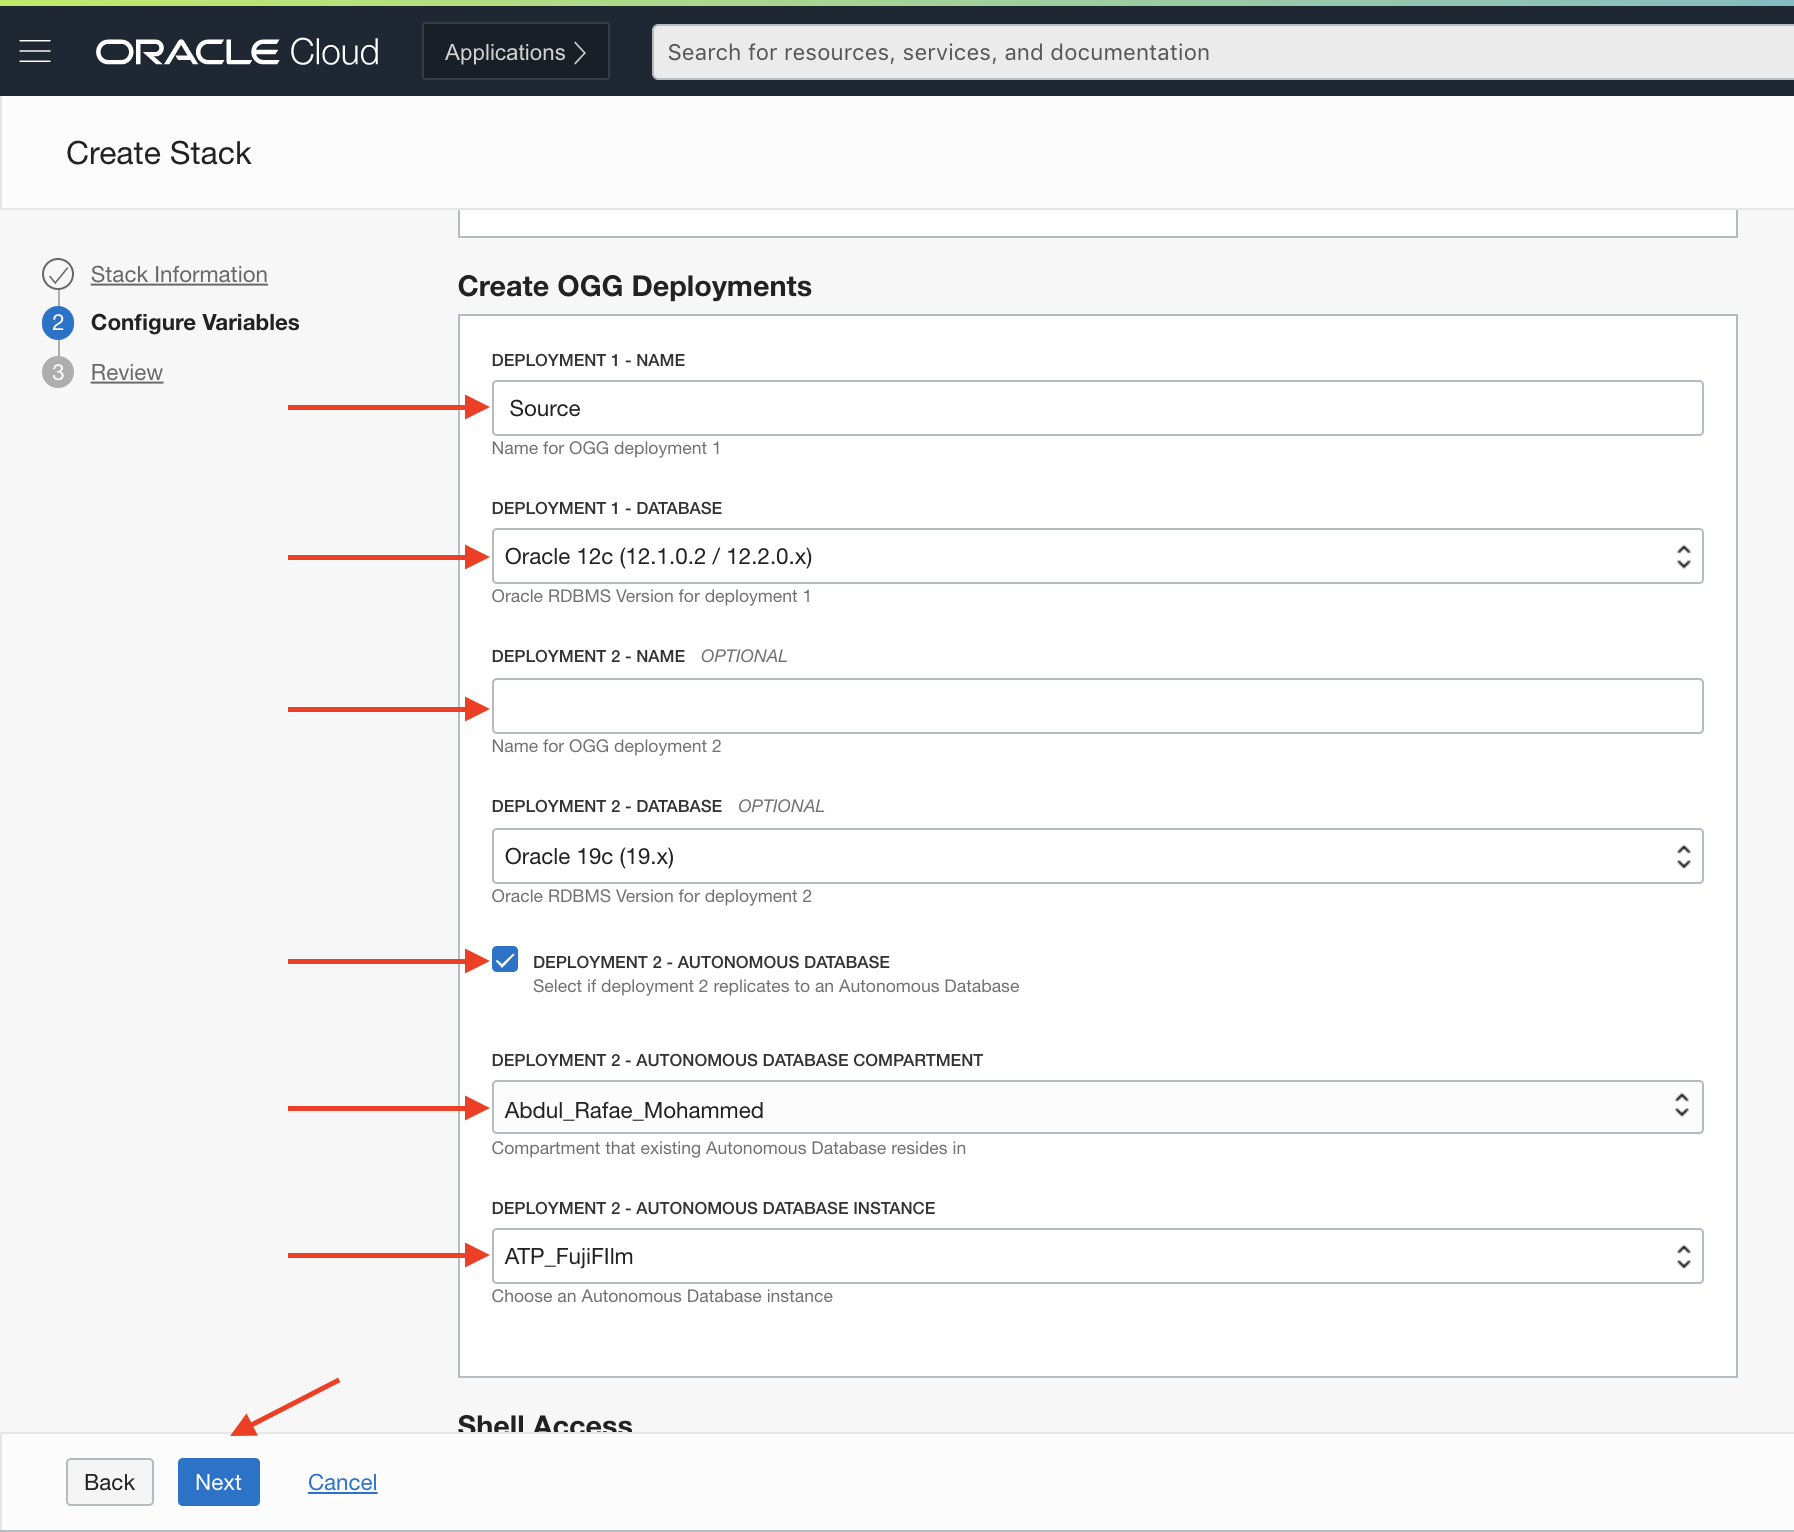 ORACLE Cloud
Applications
Search for resources, services, and documentation
Create Stack
Stack Information
2 Configure Variables
3 Review
Create OGG Deployments
DEPLOYMENT 1 - NAME
Source
Name for OGG deployment 1
DEPLOYMENT 1 - DATABASE
Oracle 12c (12.1.0.2 / 12.2.0.x)
Oracle RDBMS Version for deployment 1
DEPLOYMENT 2 - NAME OPTIONAL
Name for OGG deployment 2
DEPLOYMENT 2 - DATABASE OPTIONAL
Oracle 19c (19.x)
Oracle RDBMS Version for deployment 2
DEPLOYMENT 2 - AUTONOMOUS DATABASE
Select if deployment 2 replicates to an Autonomous Database
DEPLOYMENT 2 - AUTONOMOUS DATABASE COMPARTMENT
Abdul_Rafae_Mohammed
Compartment that existing Autonomous Database resides in
DEPLOYMENT 2 - AUTONOMOUS DATABASE INSTANCE
ATP_FujiFIlm
Choose an Autonomous Database instance
Shell Access
Back
Next
Cancel